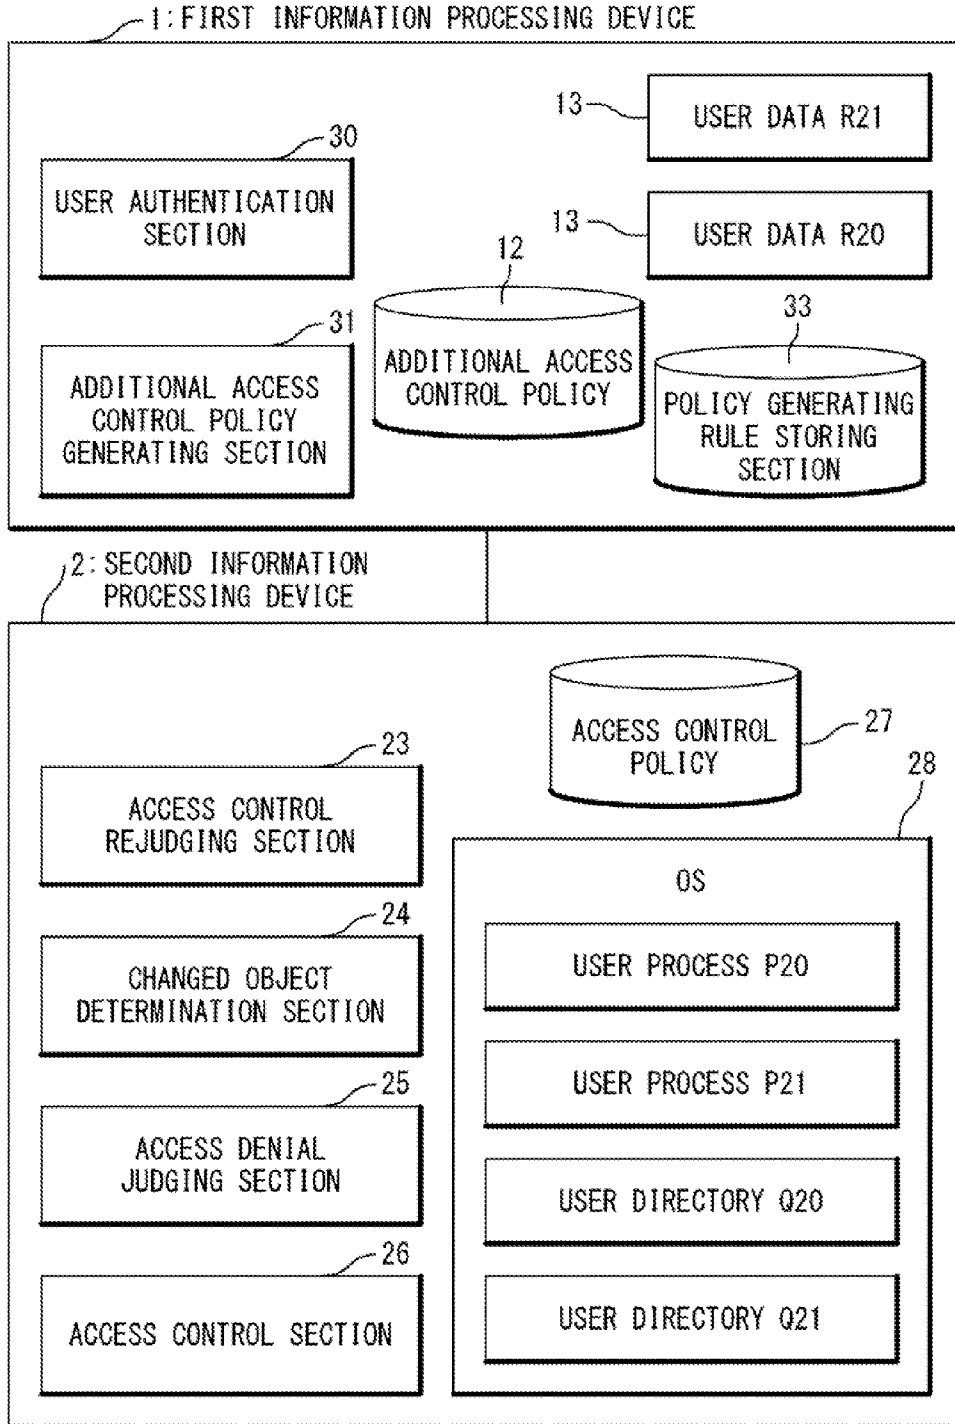 1: FIRST INFORMATION PROCESSING DEVICE
13
USER DATA R21
30
USER AUTHENTICATION
SECTION
13
USER DATA R20
12
ADDITIONAL ACCESS
CONTROL POLICY
31
ADDITIONAL ACCESS
CONTROL POLICY
GENERATING SECTION
33
POLICY GENERATING
RULE STORING
SECTION
2: SECOND INFORMATION
PROCESSING DEVICE
ACCESS CONTROL
POLICY
27
23
ACCESS CONTROL
REJUDGING SECTION
24
CHANGED OBJECT
DETERMINATION SECTION
25
ACCESS DENIAL
JUDGING SECTION
26
ACCESS CONTROL SECTION
28
OS
USER PROCESS P20
USER PROCESS P21
USER DIRECTORY Q20
USER DIRECTORY Q21